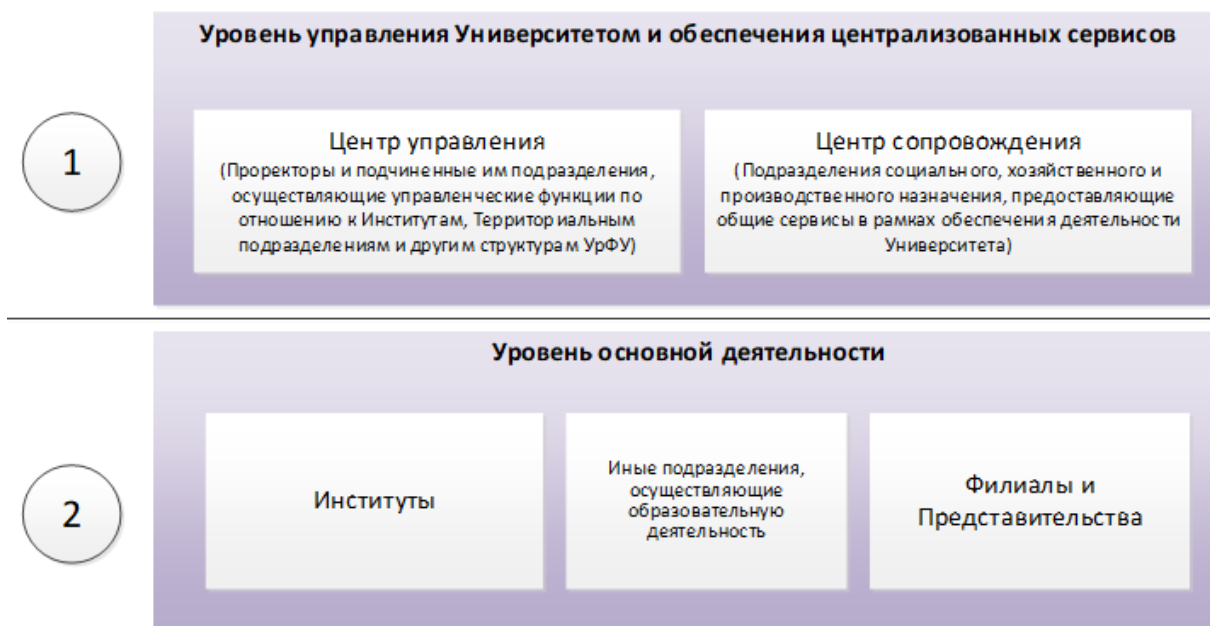 Уровень управления Университетом и обеспечения централизованных сервисов
1
Центр управления
(Проректоры и подчиненные им подразделения,
осуществляющие управленческие функции по
отношению к Институтам, Территориальным
подразделениям и другим структурам УрФУ)
Центр сопровождения
(Подразделения социального, хозяйственного и
производственного назначения, предоставляющие
общие сервисы в рамках обеспечения деятельности
Университета)
Уровень основной деятельности
2
Институты
Иные подразделения,
осуществляющие
образовательную
деятельность
Филиалы и
Представительства